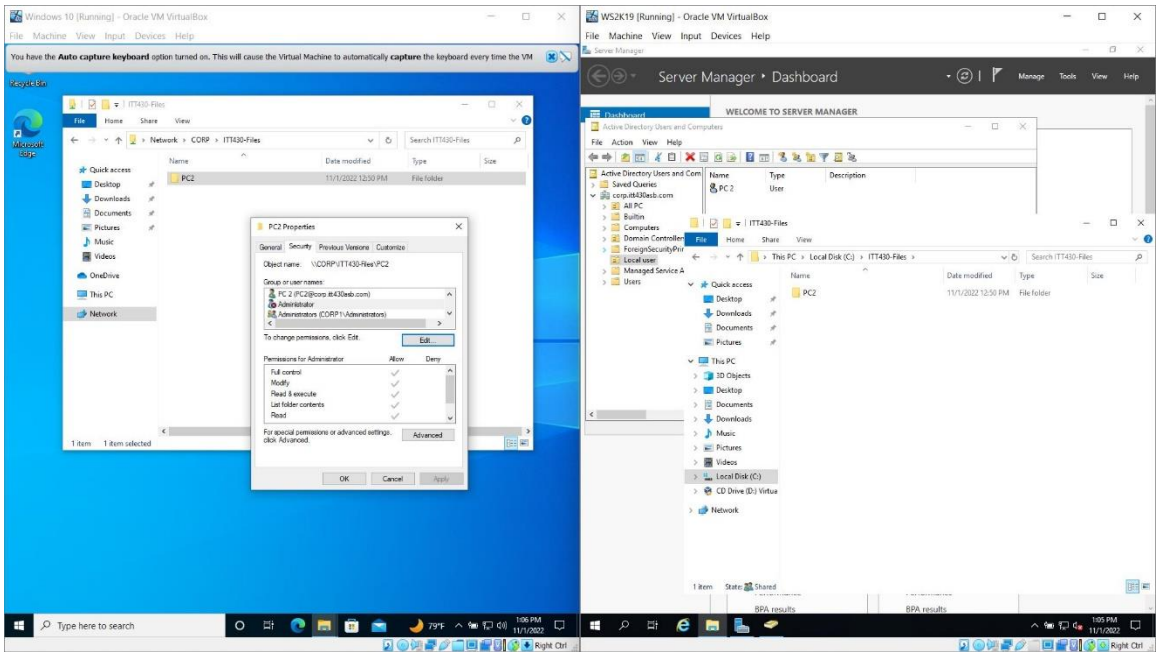 Windows 10 [Running] - Oracle VM VirtualBox
File Machine View Input Devices Help
You have the Auto capture keyboard option turned on. This will cause the Virtual Machine to automatically capture the keyboard every time the VM
Recycle Bin
Microsoft
Edge
ITT430-Files
File Home Share View
Network > CORP > ITT430-Files
Search ITT430-Files
Name Date modified Type Size
PC2 11/1/2022 12:50 PM File folder
Quick access
Desktop
Downloads
Documents
Pictures
Music
Videos
OneDrive
This PC
Network
1 item 1 item selected
PC2 Properties
General Security Previous Versions Customize
Object name: \\CORP\ITT430-Files\PC2
Group or user names:
PC 2 (PC2@corp.itt430asb.com)
Administrator
Administrators (CORP1\Administrators)
To change permissions, click Edit.
Edit...
Permissions for Administrator Allow Deny
Full control
Modify
Read & execute
List folder contents
Read
For special permissions or advanced settings,
click Advanced.
Advanced
OK Cancel Apply
Type here to search
79°F
1:06 PM
11/1/2022
Right Ctrl
WS2K19 [Running] - Oracle VM VirtualBox
File Machine View Input Devices Help
Server Manager
Server Manager • Dashboard
Manage Tools View Help
Dashboard
WELCOME TO SERVER MANAGER
Active Directory Users and Computers
File Action View Help
Active Directory Users and Com
Saved Queries
corp.itt430asb.com
All PC
Builtin
Computers
Domain Controller
ForeignSecurityPrir
Local user
Managed Service A
Users
Name Type Description
PC 2 User
ITT430-Files
File Home Share View
This PC > Local Disk (C:) > ITT430-Files >
Search ITT430-Files
Name Date modified Type Size
PC2 11/1/2022 12:50 PM File folder
Quick access
Desktop
Downloads
Documents
Pictures
This PC
3D Objects
Desktop
Documents
Downloads
Music
Pictures
Videos
Local Disk (C:)
CD Drive (D:) Virtua
Network
1 item State: Shared
BPA results BPA results
1:05 PM
11/1/2022
Right Ctrl